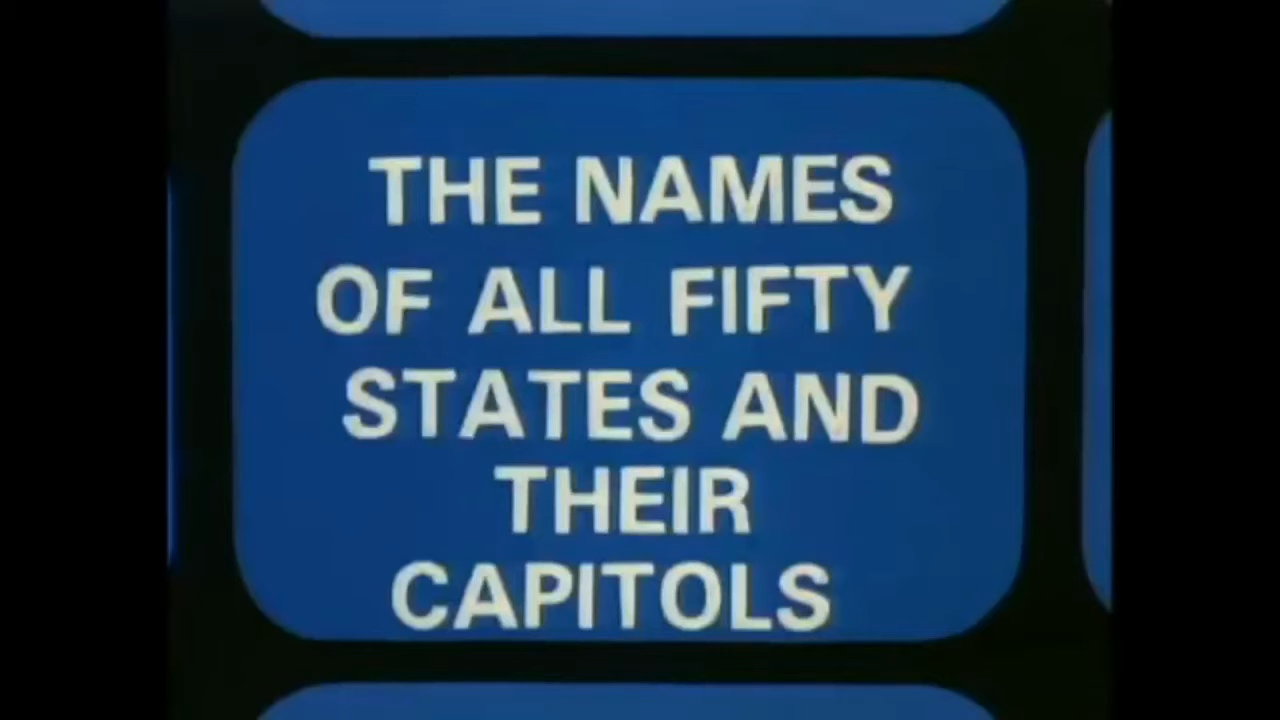 THE NAMES
OF ALL FIFTY
STATES AND
THEIR
CAPITOLS